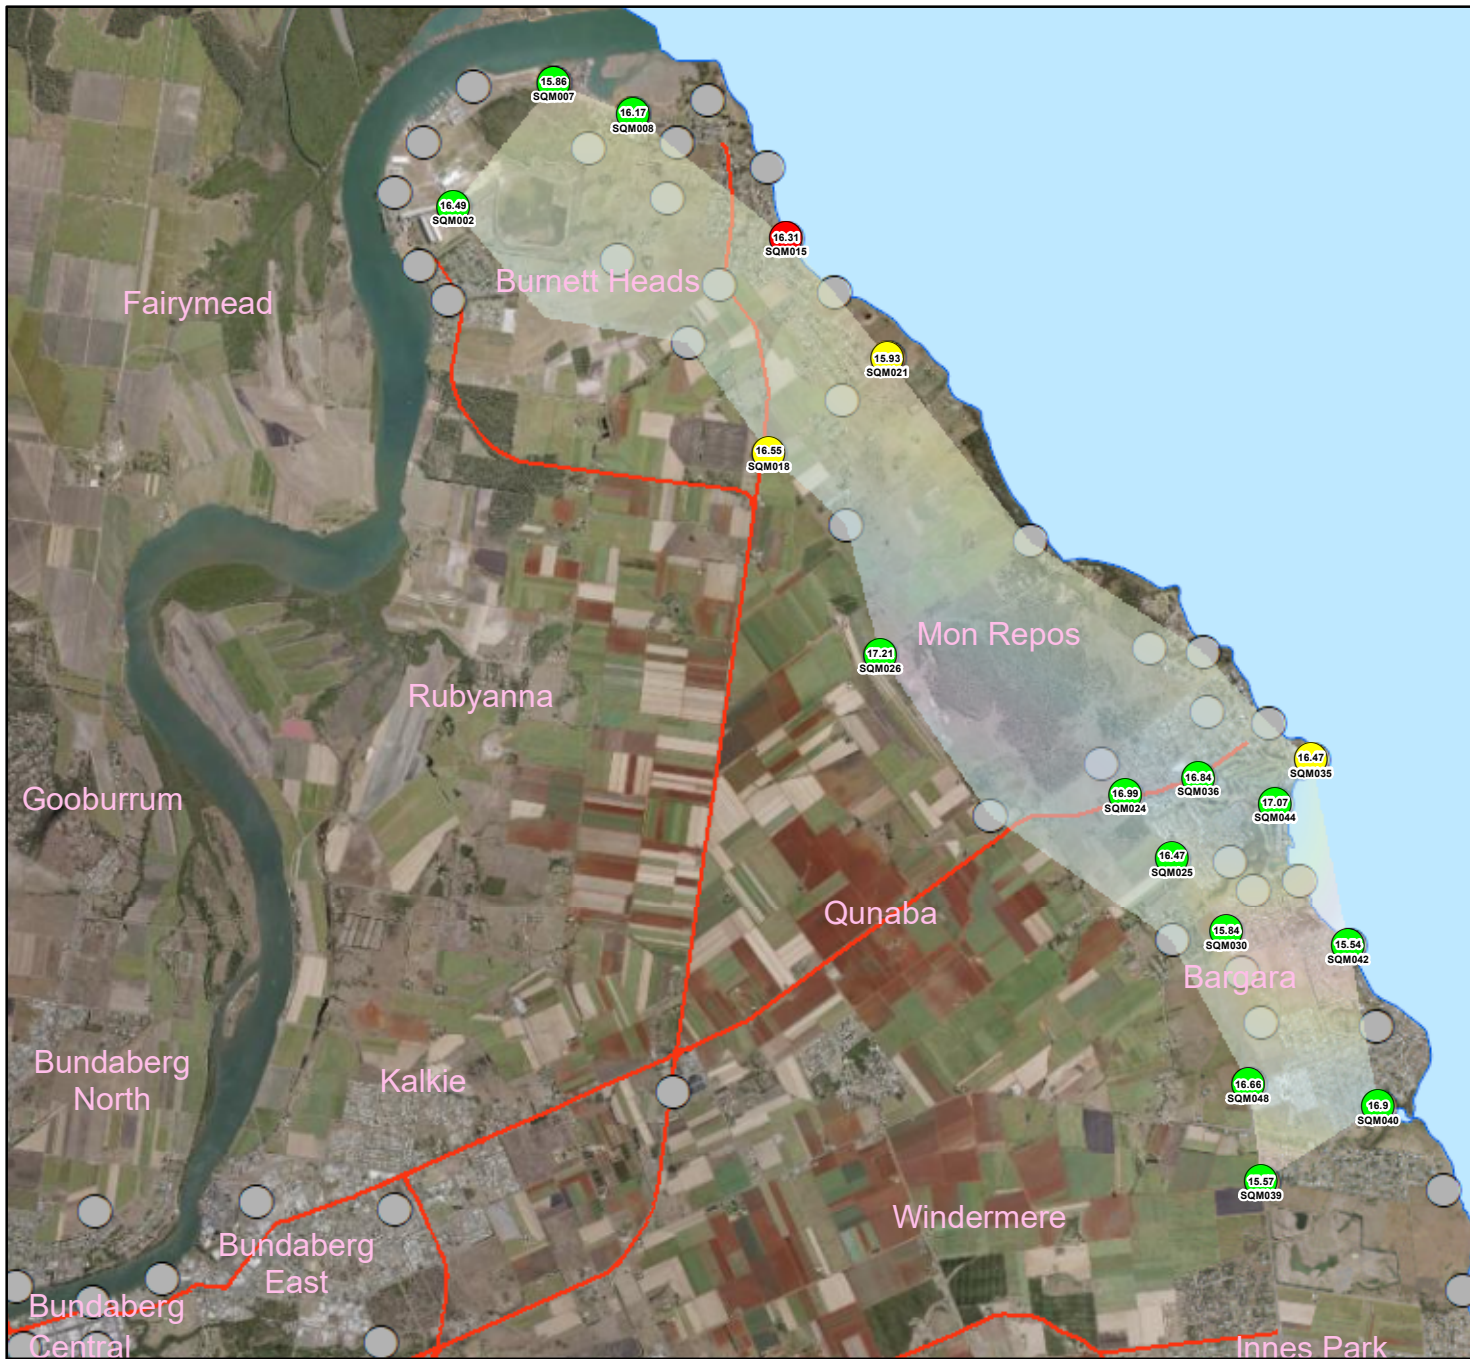 15.86
SQM007
16.17
SQM008
16.49
SQM002
16.31
SQM015
Burnett Heads
Fairymead
15.93
SQM021
16.55
SQM018
Mon Repos
17.21
SQM026
Rubyanna
16.47
SQM035
16.84
SQM036
16.99
SQM024
17.07
SQM044
Gooburrum
16.47
SQM025
Qunaba
15.84
SQM030
15.54
SQM042
Bargara
Bundaberg
North
Kalkie
16.66
SQM048
16.9
SQM040
15.57
SQM039
Windermere
Bundaberg
East
Bundaberg
Central
Innes Park